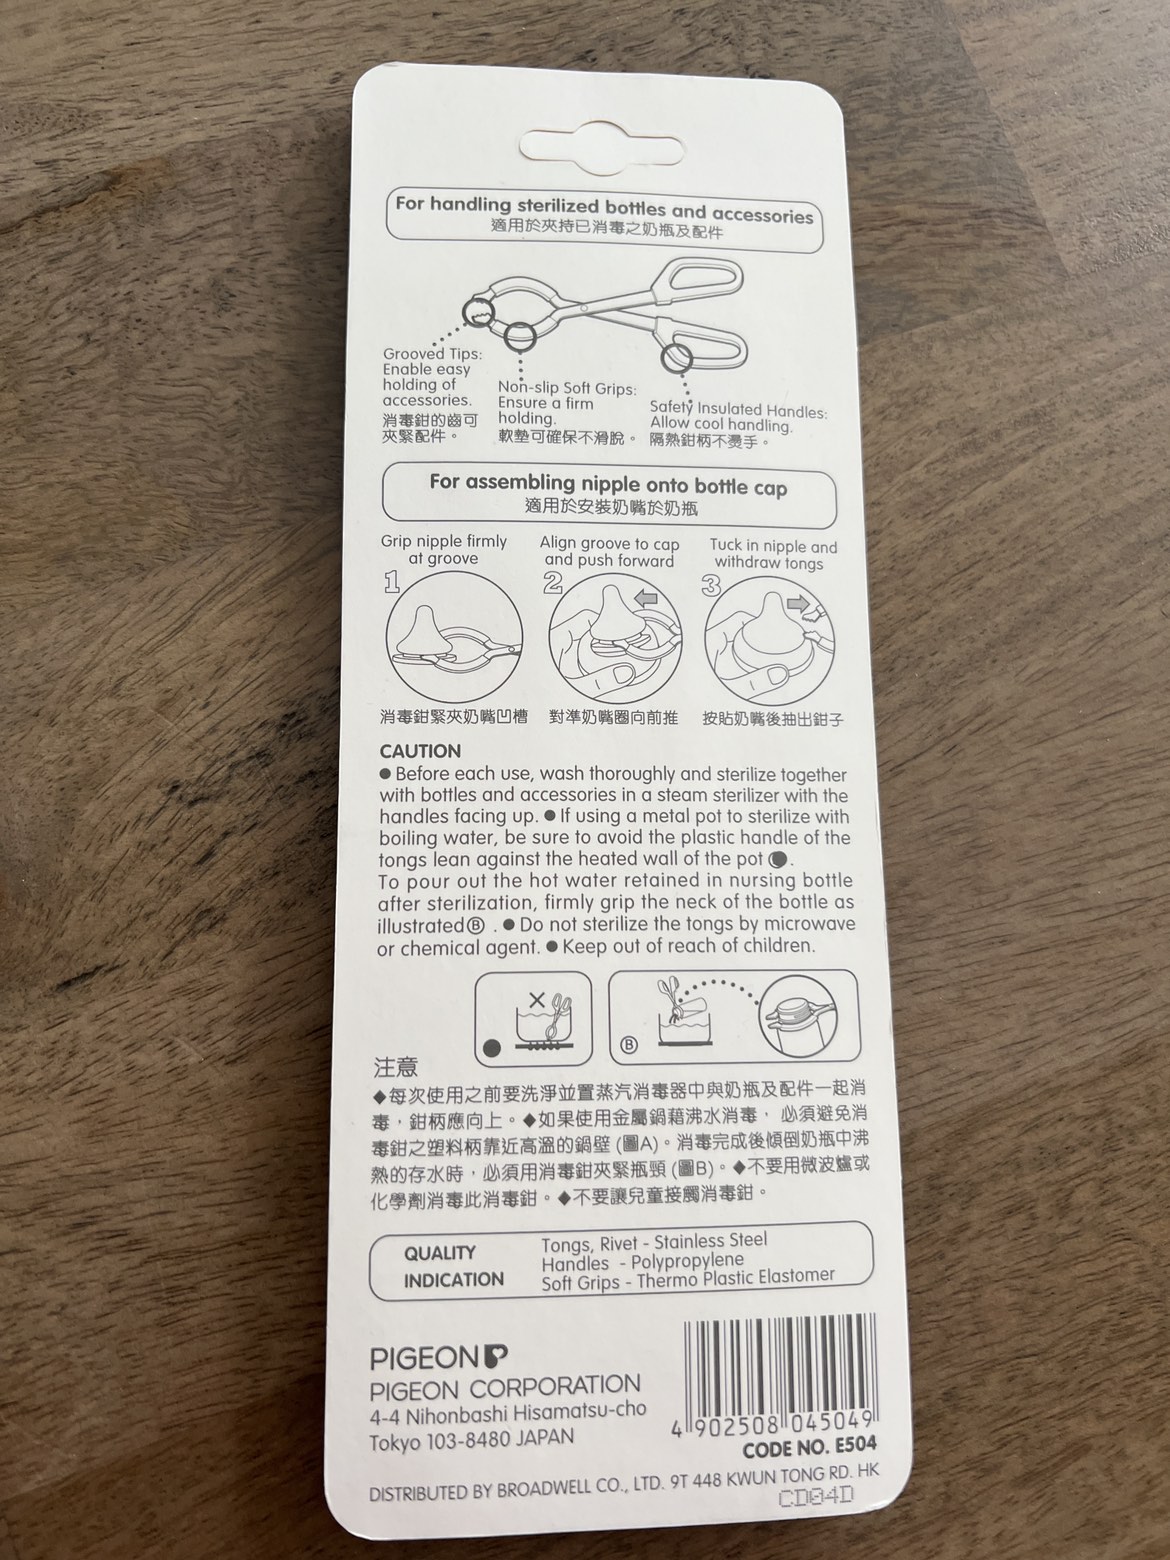 For handling sterilized bottles and accessories
適用於夾持已消毒之奶瓶及配件
Grooved Tips:
Enable easy
holding of
accessories.
消毒鉗的齒可
夾緊配件。
Non-slip Soft Grips:
Ensure a firm
holding.
軟墊可確保不滑脫。
Safety Insulated Handles:
Allow cool handling.
隔熱鉗柄不燙手。
For assembling nipple onto bottle cap
適用於安裝奶嘴於奶瓶
Grip nipple firmly
at groove
1
消毒鉗緊夾奶嘴凹槽
Align groove to cap
and push forward
2
對準奶嘴圈向前推
Tuck in nipple and
withdraw tongs
3
按貼奶嘴後抽出鉗子
CAUTION
● Before each use, wash thoroughly and sterilize together
with bottles and accessories in a steam sterilizer with the
handles facing up. ● If using a metal pot to sterilize with
boiling water, be sure to avoid the plastic handle of the
tongs lean against the heated wall of the pot ●.
To pour out the hot water retained in nursing bottle
after sterilization, firmly grip the neck of the bottle as
illustrated Ⓑ . ● Do not sterilize the tongs by microwave
or chemical agent. ● Keep out of reach of children.
Ⓑ
注意
◆每次使用之前要洗淨並置蒸汽消毒器中與奶瓶及配件一起消
毒，鉗柄應向上。◆如果使用金屬鍋藉沸水消毒， 必須避免消
毒鉗之塑料柄靠近高溫的鍋壁 (圖A)。消毒完成後傾倒奶瓶中沸
熱的存水時，必須用消毒鉗夾緊瓶頸 (圖B)。◆不要用微波爐或
化學劑消毒此消毒鉗。◆不要讓兒童接觸消毒鉗。
QUALITY
INDICATION
Tongs, Rivet - Stainless Steel
Handles - Polypropylene
Soft Grips - Thermo Plastic Elastomer
PIGEON
PIGEON CORPORATION
4-4 Nihonbashi Hisamatsu-cho
Tokyo 103-8480 JAPAN
4 902508 045049
CODE NO. E504
DISTRIBUTED BY BROADWELL CO., LTD. 9T 448 KWUN TONG RD. HK
CD04D